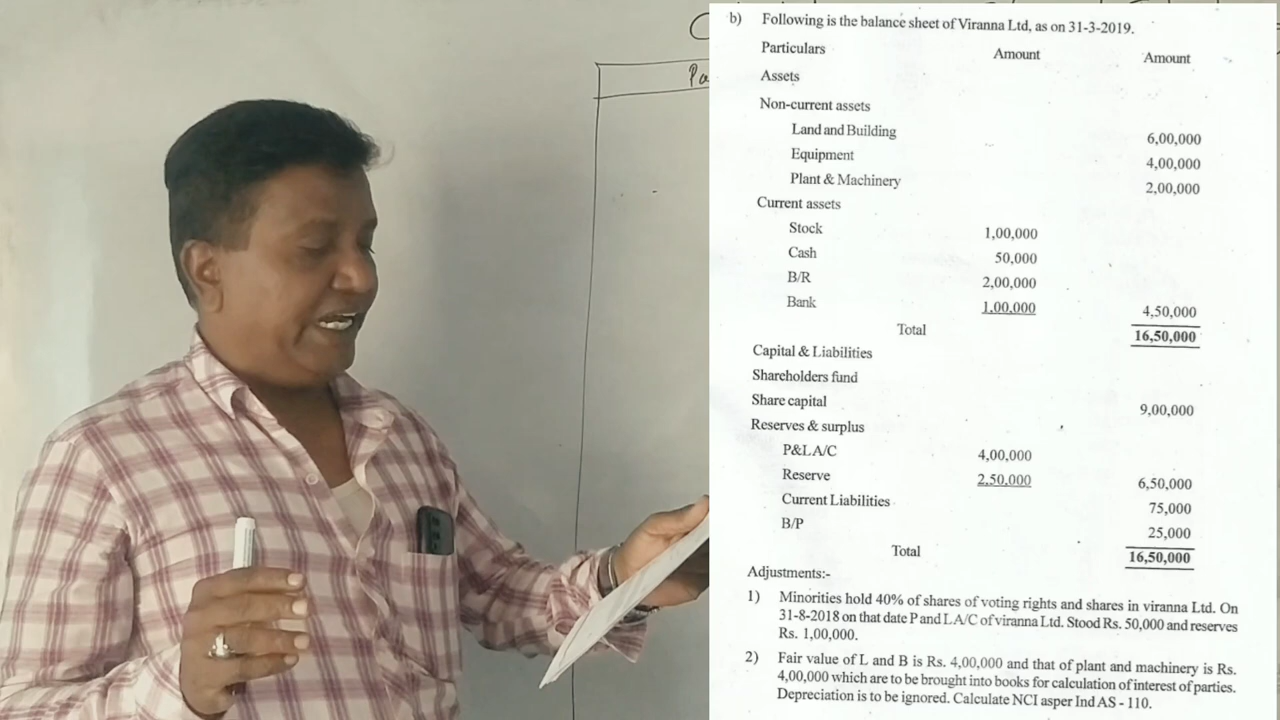 Pa
b) Following is the balance sheet of Viranna Ltd, as on 31-3-2019.
Particulars Amount Amount
Assets
Non-current assets
Land and Building 6,00,000
Equipment 4,00,000
Plant & Machinery 2,00,000
Current assets
Stock 1,00,000
Cash 50,000
B/R 2,00,000
Bank 1,00,000 4,50,000
Total 16,50,000
Capital & Liabilities
Shareholders fund
Share capital 9,00,000
Reserves & surplus
P&LA/C 4,00,000
Reserve 2,50,000 6,50,000
Current Liabilities 75,000
B/P 25,000
Total 16,50,000
Adjustments:-
1) Minorities hold 40% of shares of voting rights and shares in viranna Ltd. On
31-8-2018 on that date P and LA/C of viranna Ltd. Stood Rs. 50,000 and reserves
Rs. 1,00,000.
2) Fair value of L and B is Rs. 4,00,000 and that of plant and machinery is Rs.
4,00,000 which are to be brought into books for calculation of interest of parties.
Depreciation is to be ignored. Calculate NCI asper Ind AS - 110.